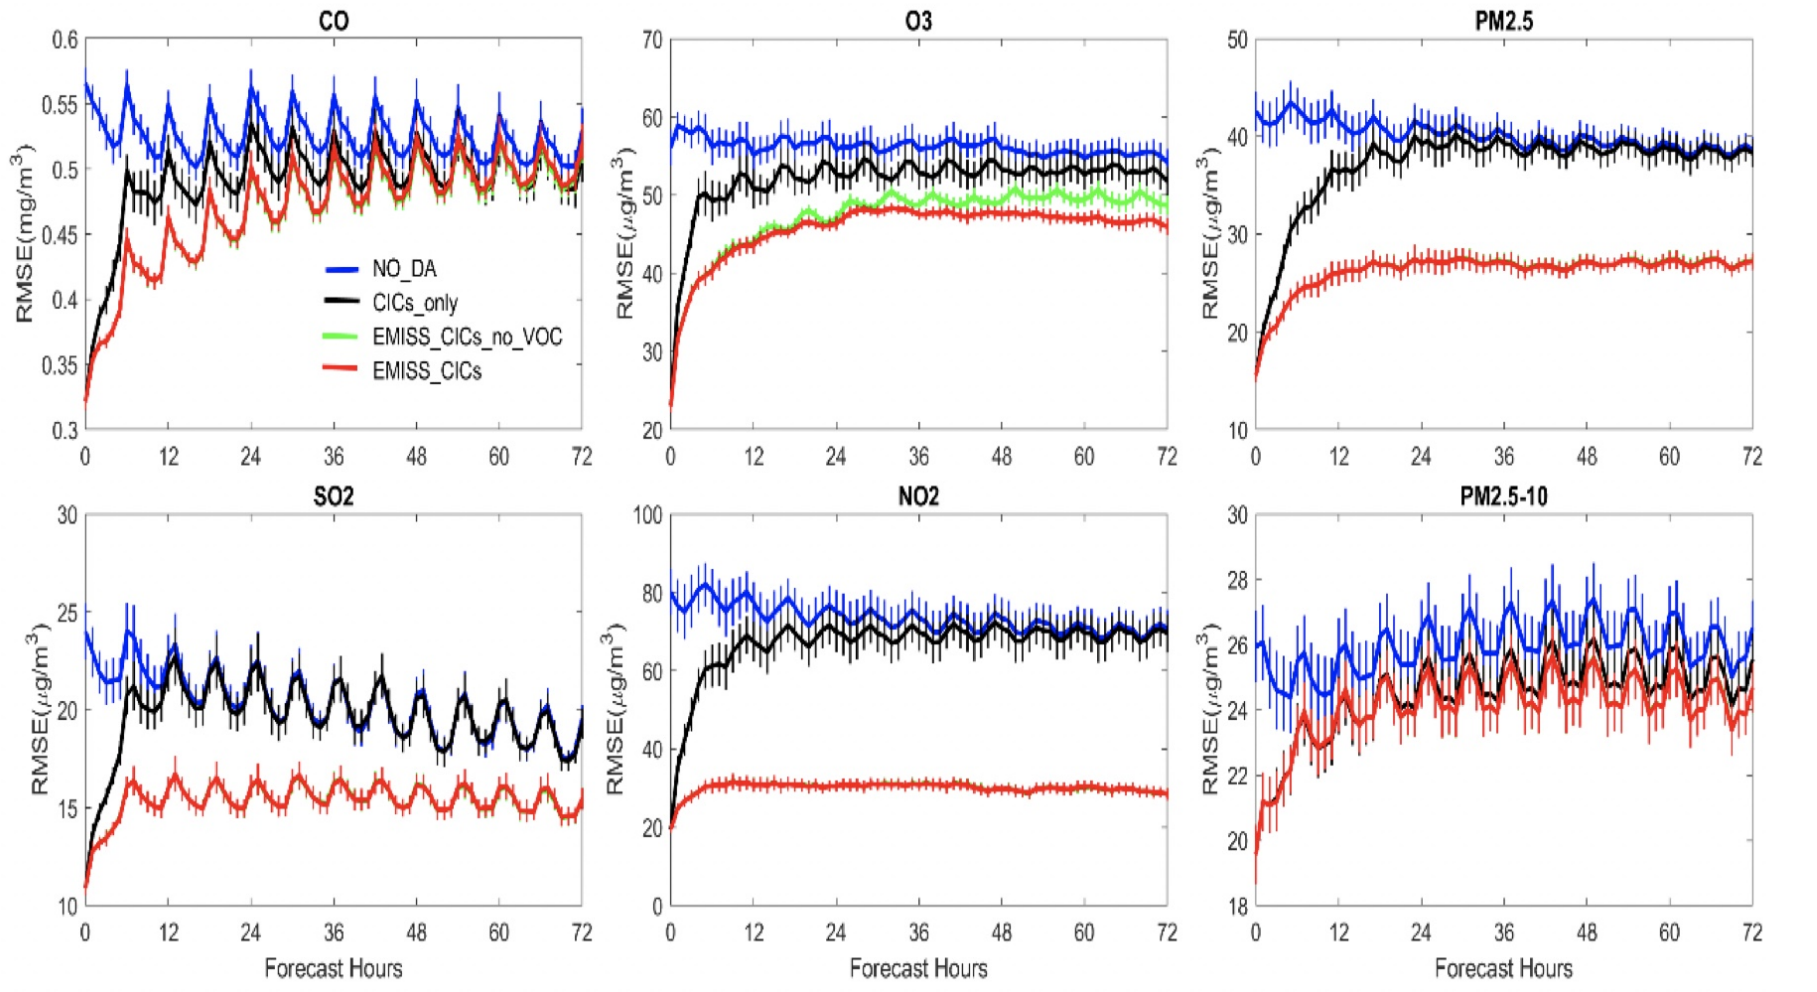 CO
O3
PM2.5
0.6
0.55
0.5
0.45
0.4
0.35
0.3
RMSE(mg/m³)
NO_DA
CICs_only
EMISS_CICs_no_VOC
EMISS_CICs
0 12 24 36 48 60 72
70
60
50
40
30
20
RMSE(μg/m³)
0 12 24 36 48 60 72
50
40
30
20
10
RMSE(μg/m³)
0 12 24 36 48 60 72
SO2
NO2
PM2.5-10
30
25
20
15
10
RMSE(μg/m³)
0 12 24 36 48 60 72
Forecast Hours
100
80
60
40
20
0
RMSE(μg/m³)
0 12 24 36 48 60 72
Forecast Hours
30
28
26
24
22
20
18
RMSE(μg/m³)
0 12 24 36 48 60 72
Forecast Hours